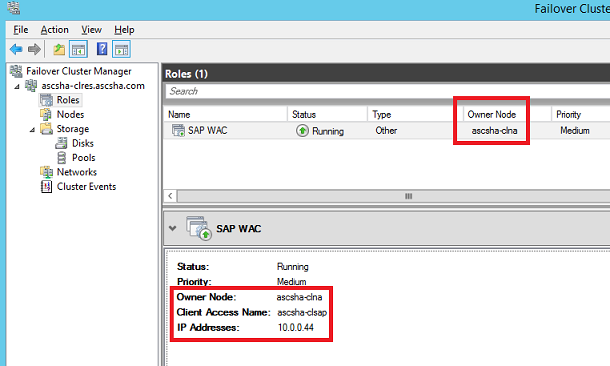 Failover Cluster
File Action View Help
Failover Cluster Manager
ascsha-clres.ascsha.com
Roles
Nodes
Storage
Disks
Pools
Networks
Cluster Events
Roles (1)
Search
Name Status Type Owner Node Priority
SAP WAC Running Other ascsha-clna Medium
SAP WAC
Status: Running
Priority: Medium
Owner Node: ascsha-clna
Client Access Name: ascsha-clsap
IP Addresses: 10.0.0.44